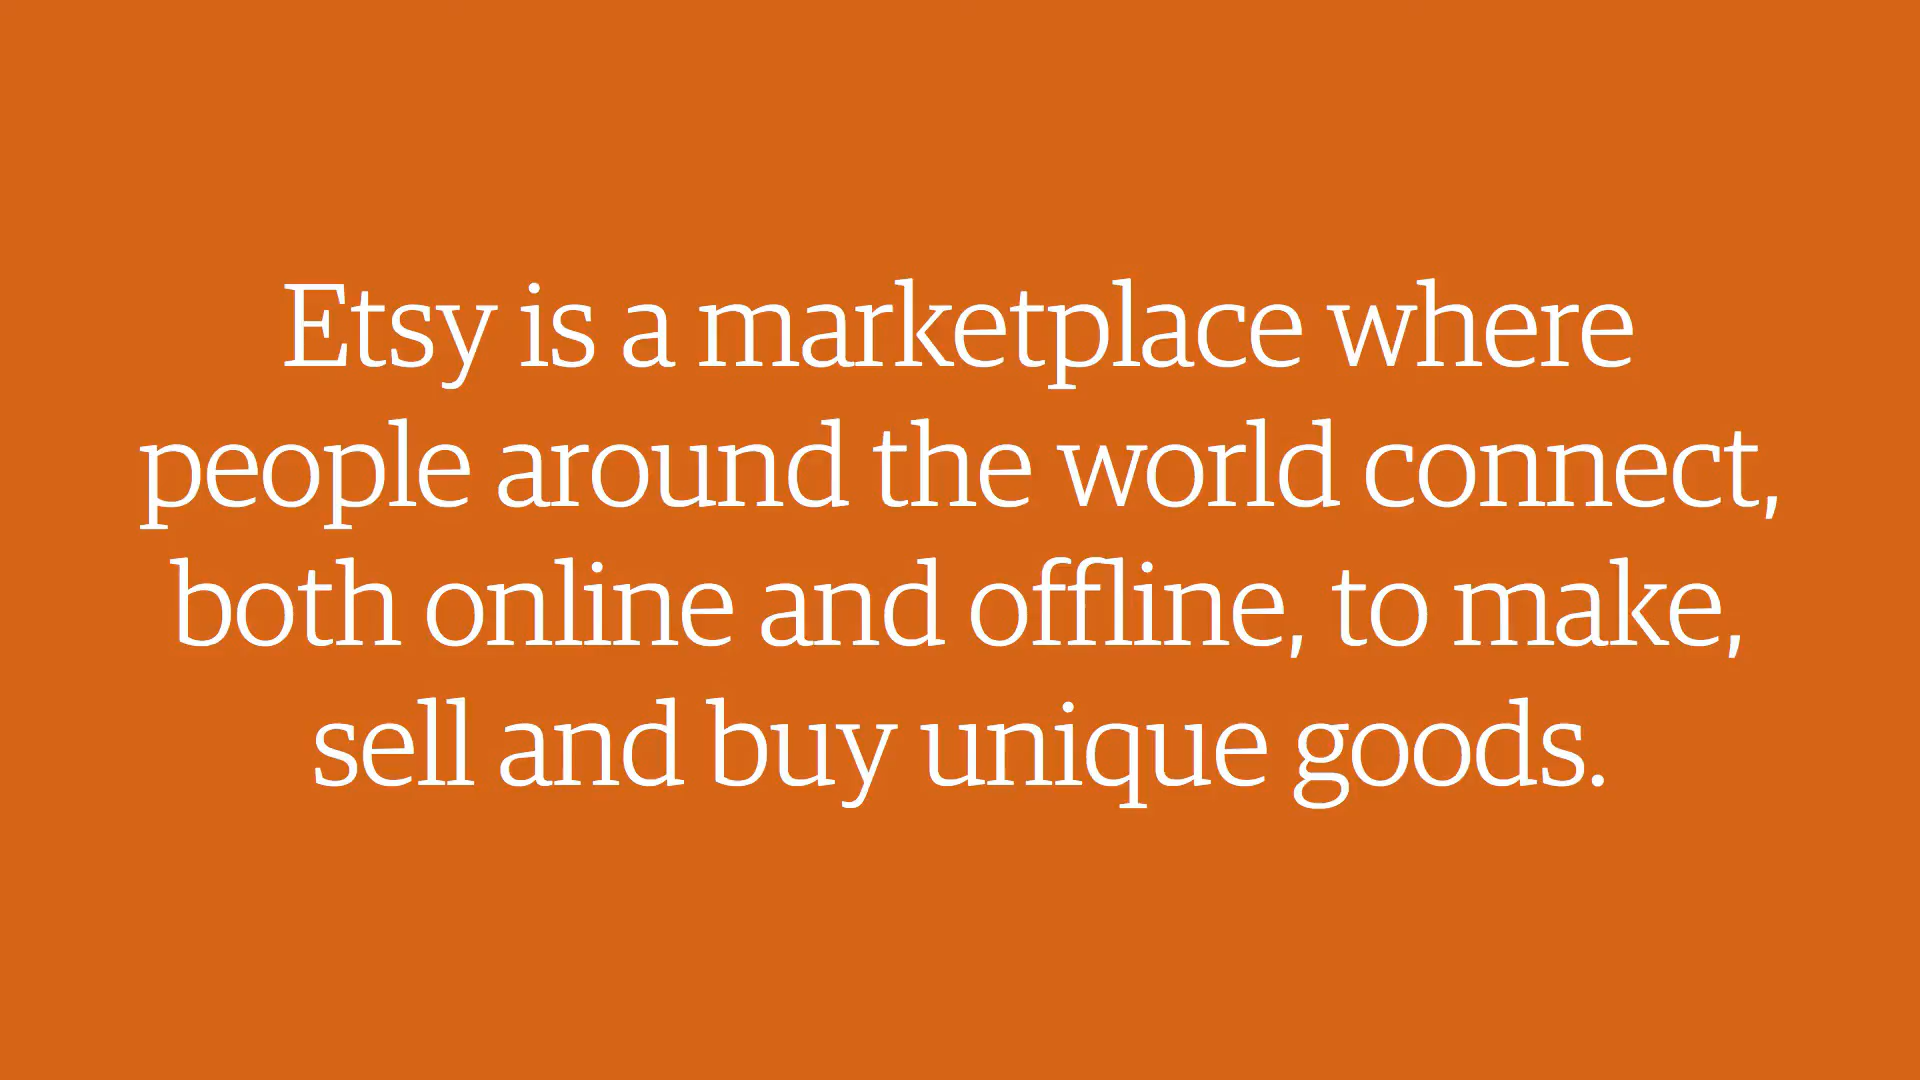 Etsy is a marketplace where
people around the world connect,
both online and offline, to make,
sell and buy unique goods.